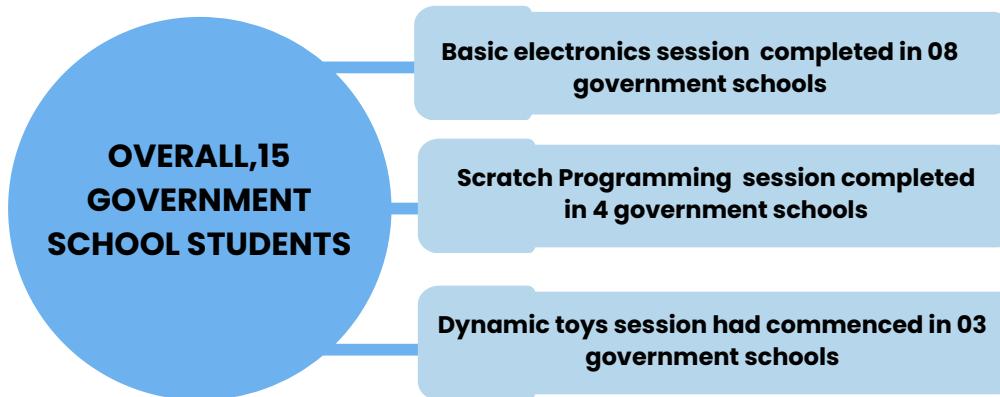 OVERALL,15
GOVERNMENT
SCHOOL STUDENTS
Basic electronics session completed in 08
government schools
Scratch Programming session completed
in 4 government schools
Dynamic toys session had commenced in 03
government schools